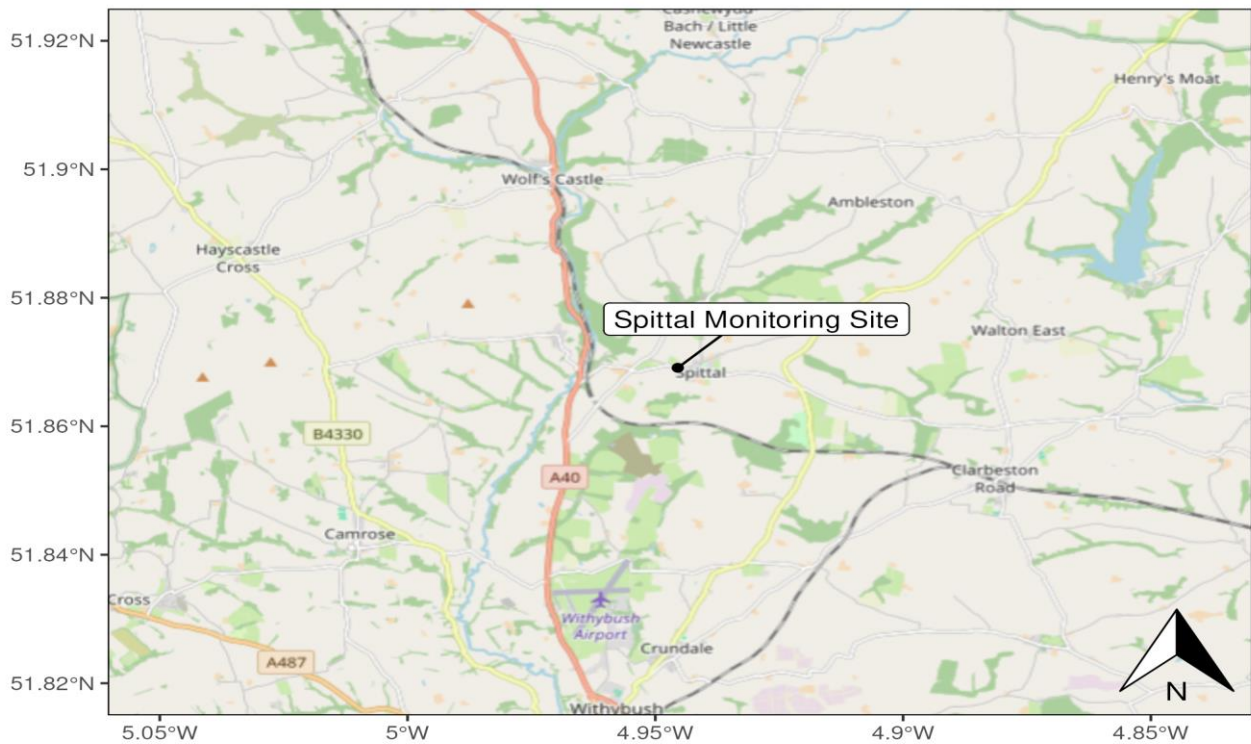 Bach / Little
Newcastle
51.92°N
Henry's Moat
51.9°N
Wolf's Castle
Ambleston
Hayscastle
Cross
51.88°N
Spittal Monitoring Site
Walton East
Spittal
51.86°N
B4330
A40
Clarbeston
Road
Camrose
51.84°N
Cross
Withybush
Airport
Crundale
A487
51.82°N
N
Withybush
5.05°W
5°W
4.95°W
4.9°W
4.85°W